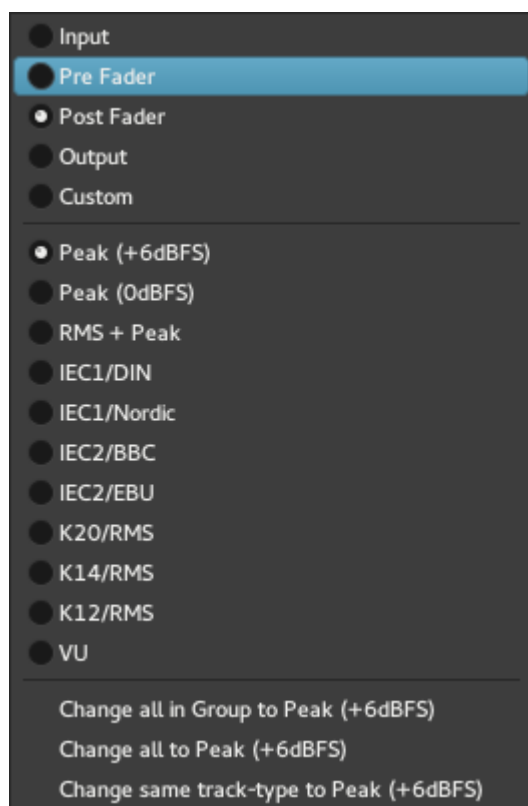 Input
Pre Fader
Post Fader
Output
Custom
Peak (+6dBFS)
Peak (0dBFS)
RMS + Peak
IEC1/DIN
IEC1/Nordic
IEC2/BBC
IEC2/EBU
K20/RMS
K14/RMS
K12/RMS
VU
Change all in Group to Peak (+6dBFS)
Change all to Peak (+6dBFS)
Change same track-type to Peak (+6dBFS)